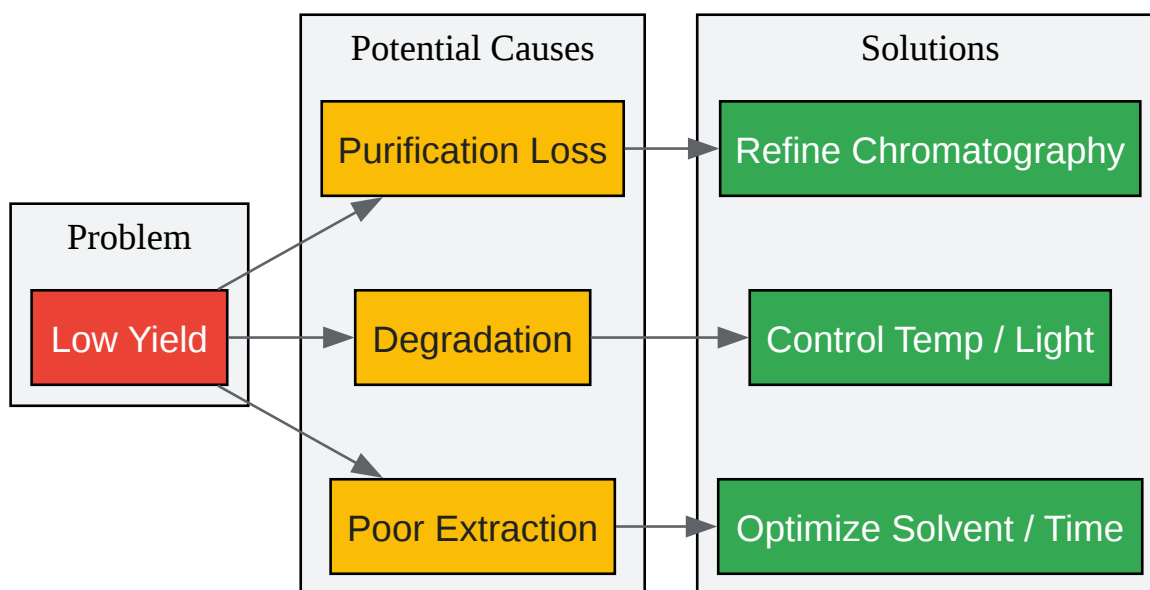 Problem
Low Yield
Potential Causes
Purification Loss
Degradation
Poor Extraction
Solutions
Refine Chromatography
Control Temp / Light
Optimize Solvent / Time